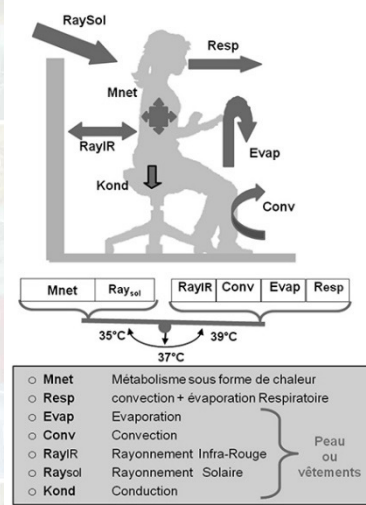 RaySol
Resp
Mnet
RayIR
Evap
Kond
Conv
Mnet Raysol RayIR Conv Evap Resp
35°C 39°C
37°C
○ Mnet Métabolisme sous forme de chaleur
○ Resp convection + évaporation Respiratoire
○ Evap Evaporation
○ Conv Convection
○ RayIR Rayonnement Infra-Rouge
○ Raysol Rayonnement Solaire
○ Kond Conduction
Peau
ou
vêtements